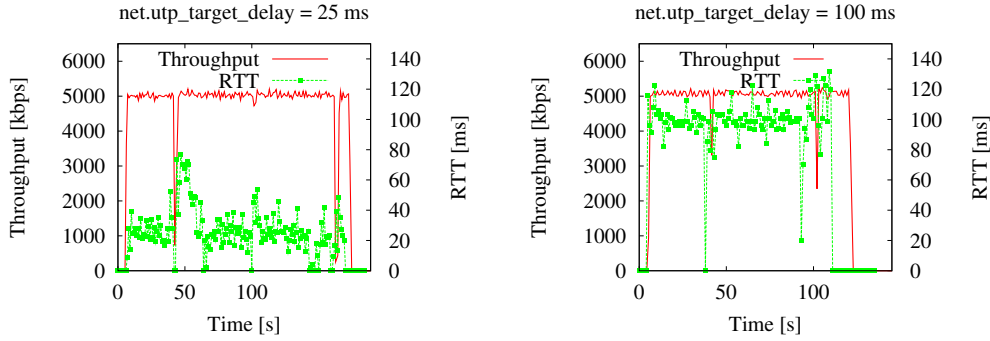 net.utp_target_delay = 25 ms
Throughput
RTT
Throughput [kbps]
6000
5000
4000
3000
2000
1000
0
140
120
100
80
60
40
20
0
RTT [ms]
0 50 100
Time [s]
net.utp_target_delay = 100 ms
Throughput
RTT
Throughput [kbps]
6000
5000
4000
3000
2000
1000
0
140
120
100
80
60
40
20
0
RTT [ms]
0 50 100
Time [s]